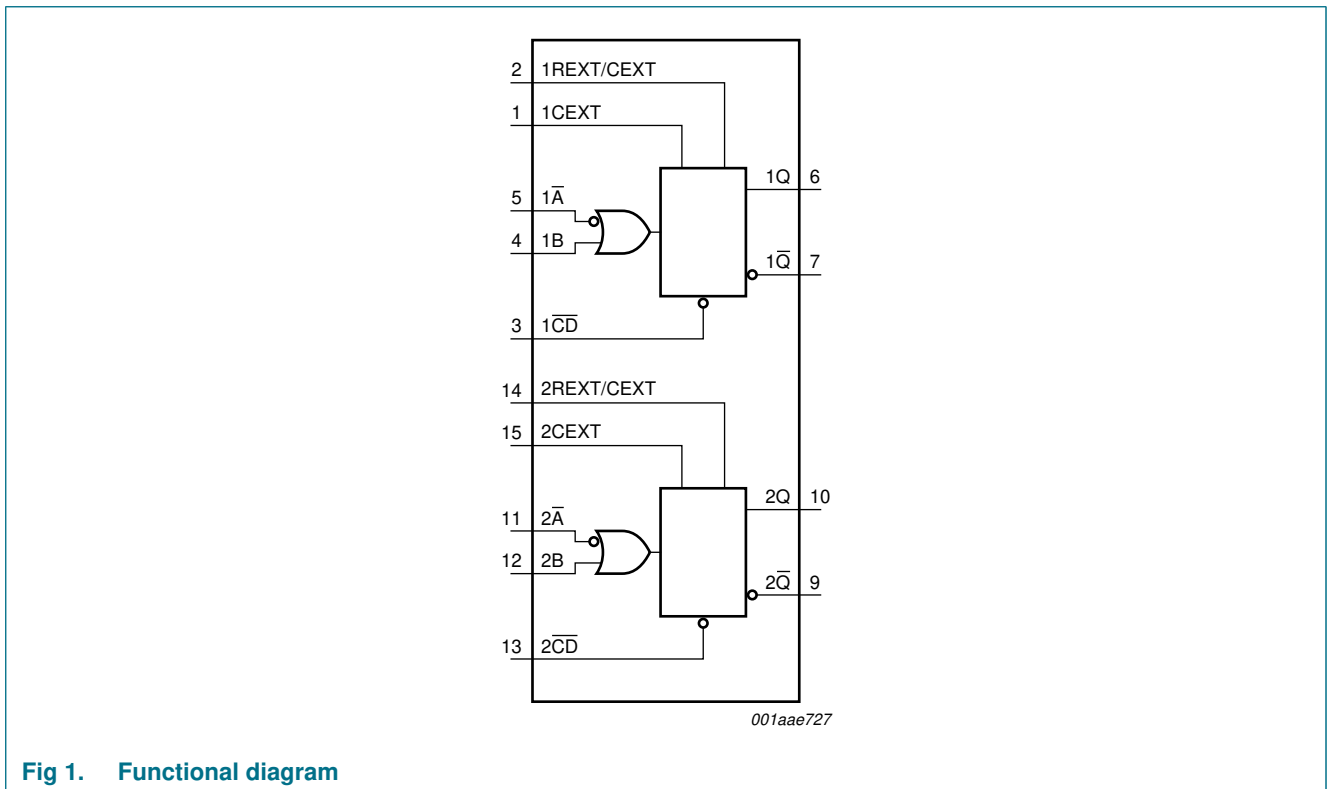 2 1REXT/CEXT
1 1CEXT
1Q 6
5 1A̅
4 1B
1Q̅ 7
3 1C̅D̅
14 2REXT/CEXT
15 2CEXT
2Q 10
11 2A̅
12 2B
2Q̅ 9
13 2C̅D̅
001aae727
Fig 1. Functional diagram